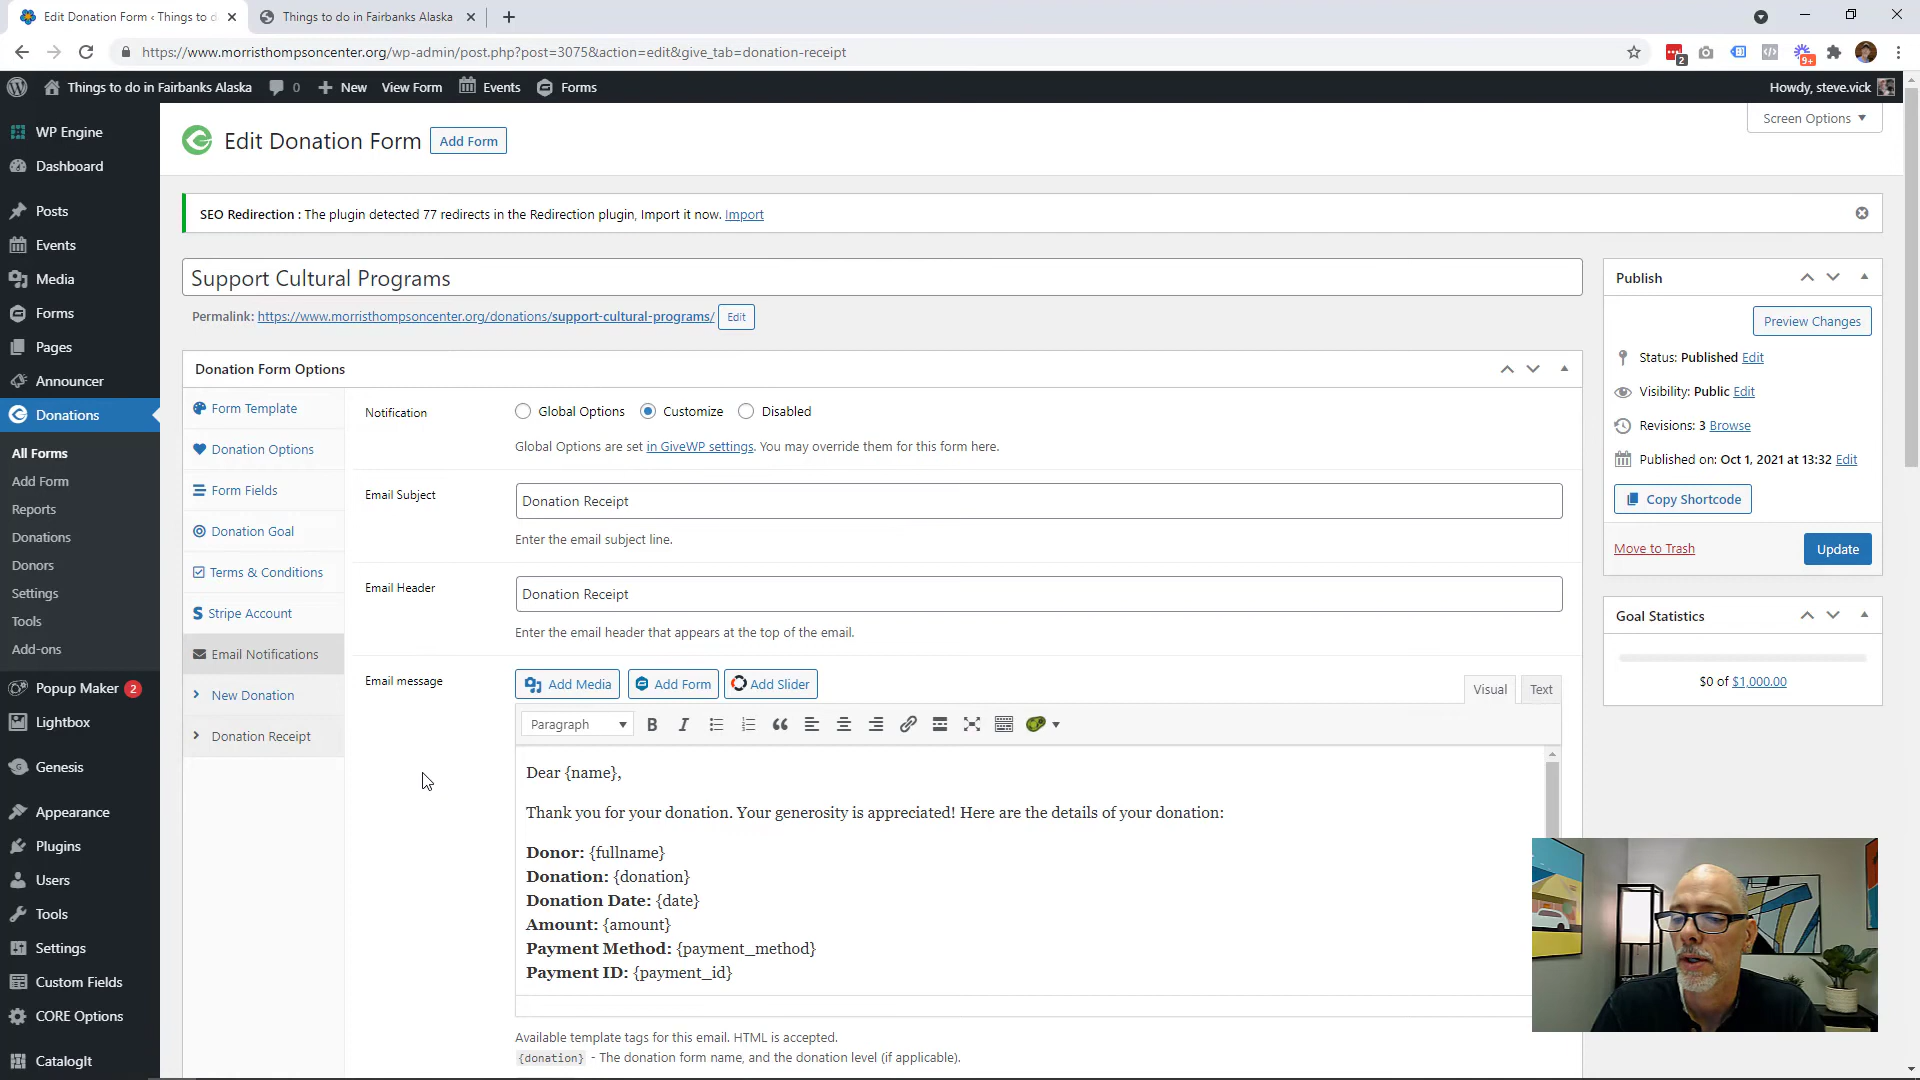 Edit Donation Form ‹ Things to d
Things to do in Fairbanks Alaska
https://www.morristhompsoncenter.org/wp-admin/post.php?post=3075&action=edit&give_tab=donation-receipt
2
9+
Things to do in Fairbanks Alaska
0
New
View Form
Events
Forms
Howdy, steve.vick
WP Engine
Dashboard
Posts
Events
Media
Forms
Pages
Announcer
Donations
All Forms
Add Form
Reports
Donations
Donors
Settings
Tools
Add-ons
Popup Maker 2
Lightbox
Genesis
Appearance
Plugins
Users
Tools
Settings
Custom Fields
CORE Options
CatalogIt
Edit Donation Form
Add Form
Screen Options
SEO Redirection : The plugin detected 77 redirects in the Redirection plugin, Import it now. Import
Support Cultural Programs
Permalink: https://www.morristhompsoncenter.org/donations/support-cultural-programs/ Edit
Donation Form Options
Form Template
Donation Options
Form Fields
Donation Goal
Terms & Conditions
Stripe Account
Email Notifications
New Donation
Donation Receipt
Notification
Global Options
Customize
Disabled
Global Options are set in GiveWP settings. You may override them for this form here.
Email Subject
Donation Receipt
Enter the email subject line.
Email Header
Donation Receipt
Enter the email header that appears at the top of the email.
Email message
Add Media
Add Form
Add Slider
Visual
Text
Paragraph
B
I
Dear {name},
Thank you for your donation. Your generosity is appreciated! Here are the details of your donation:
Donor: {fullname}
Donation: {donation}
Donation Date: {date}
Amount: {amount}
Payment Method: {payment_method}
Payment ID: {payment_id}
Available template tags for this email. HTML is accepted.
{donation} - The donation form name, and the donation level (if applicable).
Publish
Preview Changes
Status: Published Edit
Visibility: Public Edit
Revisions: 3 Browse
Published on: Oct 1, 2021 at 13:32 Edit
Copy Shortcode
Move to Trash
Update
Goal Statistics
$0 of $1,000.00